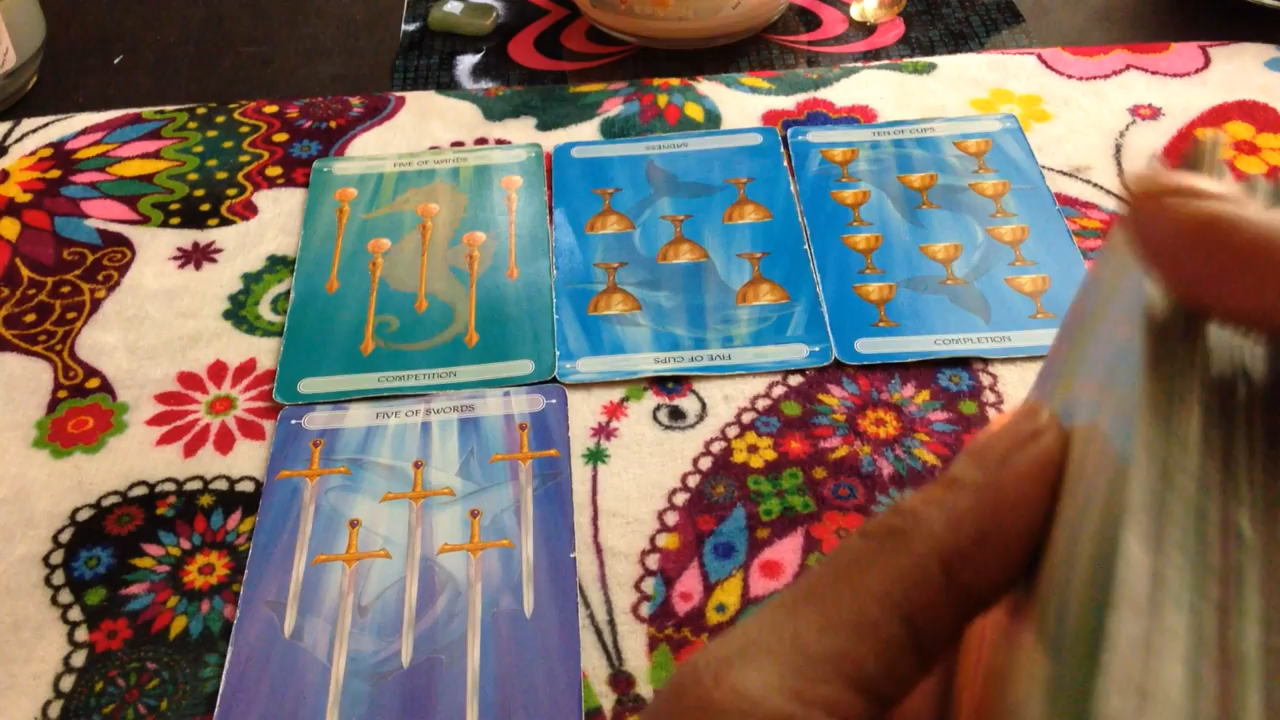 FIVE OF WANDS
COMPETITION
SADNESS
FIVE OF CUPS
TEN OF CUPS
COMPLETION
FIVE OF SWORDS